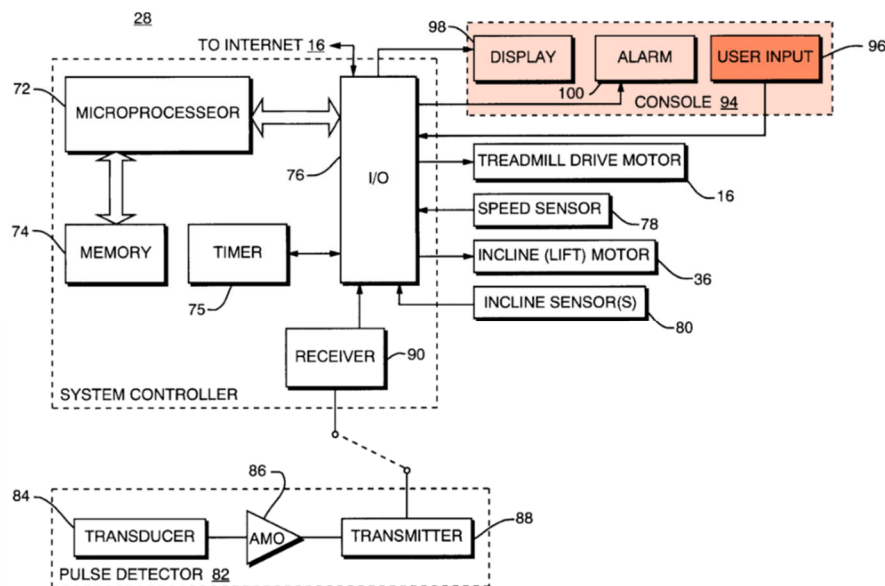 28
TO INTERNET 16
98
DISPLAY
ALARM
USER INPUT
96
100
CONSOLE 94
72
MICROPROCESSEOR
76
I/O
TREADMILL DRIVE MOTOR
16
SPEED SENSOR
78
74
MEMORY
TIMER
75
INCLINE (LIFT) MOTOR
36
INCLINE SENSOR(S)
80
RECEIVER
90
SYSTEM CONTROLLER
84
TRANSDUCER
86
AMO
TRANSMITTER
88
PULSE DETECTOR 82